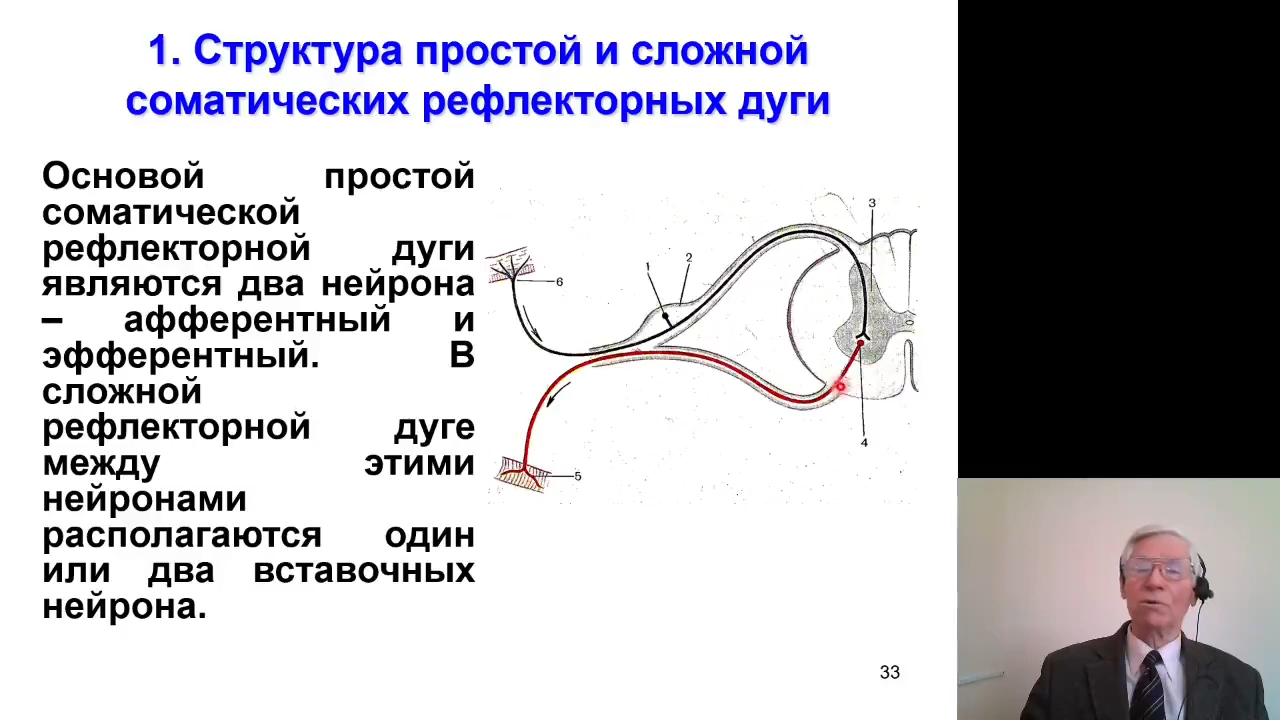 1. Структура простой и сложной
соматических рефлекторных дуги
Основой простой
соматической
рефлекторной дуги
являются два нейрона
– афферентный и
эфферентный. В
сложной
рефлекторной дуге
между этими
нейронами
располагаются один
или два вставочных
нейрона.
3
2
1
6
4
5
33